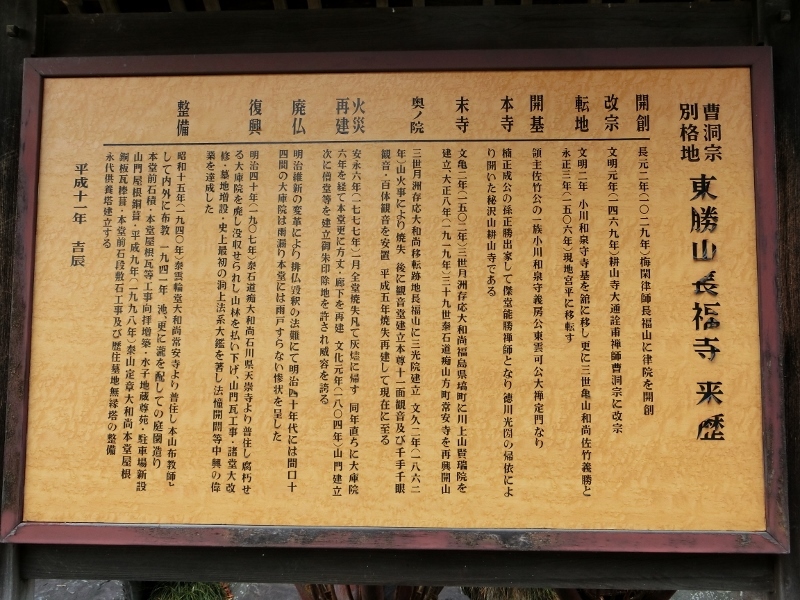 曹洞宗
別格地
東勝山長福寺 来歴
開創
長元二年(一〇二九年)梅閑律師長福山に律院を開創
改宗
文明元年(一四六九年)耕山寺大通詮甫禅師曹洞宗に改宗
転地
文明二年 小川和泉守寺基を舘に移し更に三世亀山和尚佐竹義勝と
永正三年(一五〇六年)現地宮平に移転す
開基
領主佐竹公の一族小川和泉守義房公東雲可公大禅定門なり
本寺
楠正成公の孫正勝出家して傑堂能勝禅師となり徳川光圀の帰依によ
り開いた秘沢山耕山寺である
末寺
文亀二年(一五〇二年)三世月洲存応大和尚福島県塙町に川上山賢瑞院を
建立、大正八年(一九一九年)三十九世泰石道痴山方町常安寺を再興開山
奥ノ院
三世月洲存応大和尚移転跡地長福山に三光院建立 文久二年(一八六二
年)山火事により焼失 後に観音堂建立本尊十一面観音及び千手千眼
観音・百体観音を安置 平成五年焼失再建して現在に至る
火災
再建
安永六年(一七七七年)一月全堂焼失凡て灰燼に帰す 同年直ちに大庫院
六年を経て本堂更に方丈・廊下を再建 文化元年(一八〇四年)山門建立
次に僧堂等を建立御朱印除地を許され威容を誇る
廃仏
明治維新の変革により排仏毀釈の法難にて明治四十年代には間口十
四間の大庫院は雨漏り本堂には雨戸すらない惨状を呈した
復興
明治四十年(一九〇七年)泰石道痴大和尚石川県天崇寺より普住し腐朽せ
る大庫院を廃し没収せられし山林を払い下げ、山門瓦工事・諸堂大改
修・墓地増設・史上最初の洞上法系大鑑を著し法憧開闘等中興の偉
業を達成した
整備
昭和十五年(一九四〇年)泰雲輪堂大和尚常安寺より普住し本山布教師と
して内外に布教 一九四一年 池、更に瀧を配しての庭園造り
本堂前石積・本堂屋根瓦等工事向拝増築・水子地蔵尊苑・駐車場新設
山門屋根銅葺・平成九年(一九九八年)泰山定章大和尚本堂屋根
銅板瓦棒葺・本堂前石段敷石工事及び歴住墓地無縁塔の整備
永代供養塔建立する
平成十一年 吉辰